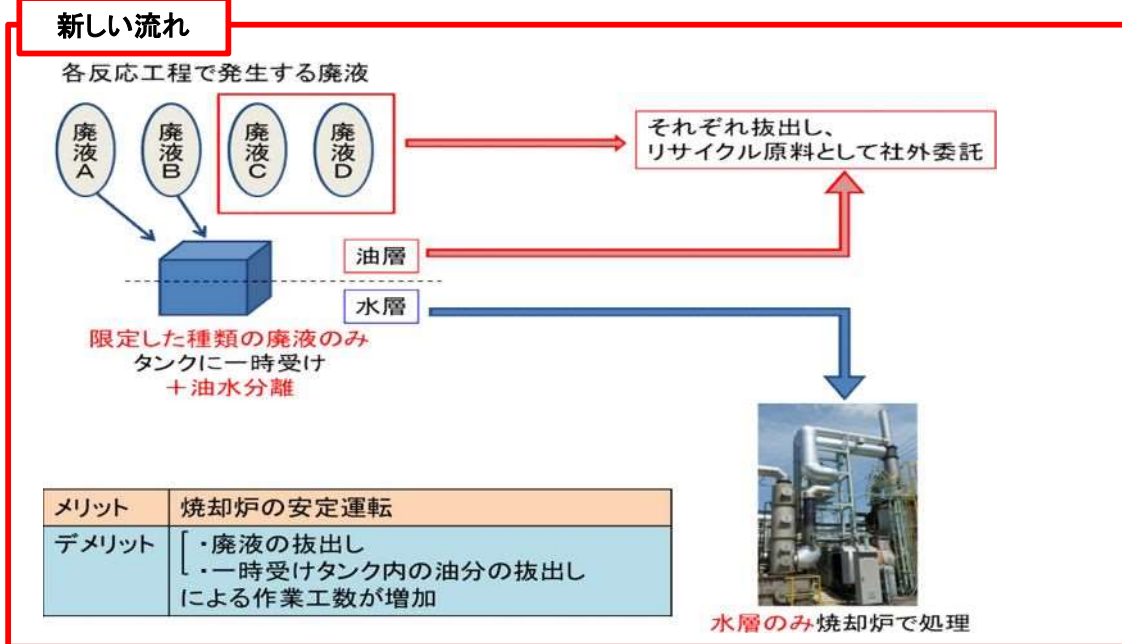 新しい流れ
各反応工程で発生する廃液
廃液A
廃液B
廃液C
廃液D
それぞれ抜出し、
リサイクル原料として社外委託
油層
水層
限定した種類の廃液のみ
タンクに一時受け
＋油水分離
メリット 焼却炉の安定運転
デメリット ・廃液の抜出し
・一時受けタンク内の油分の抜出し
による作業工数が増加
水層のみ焼却炉で処理